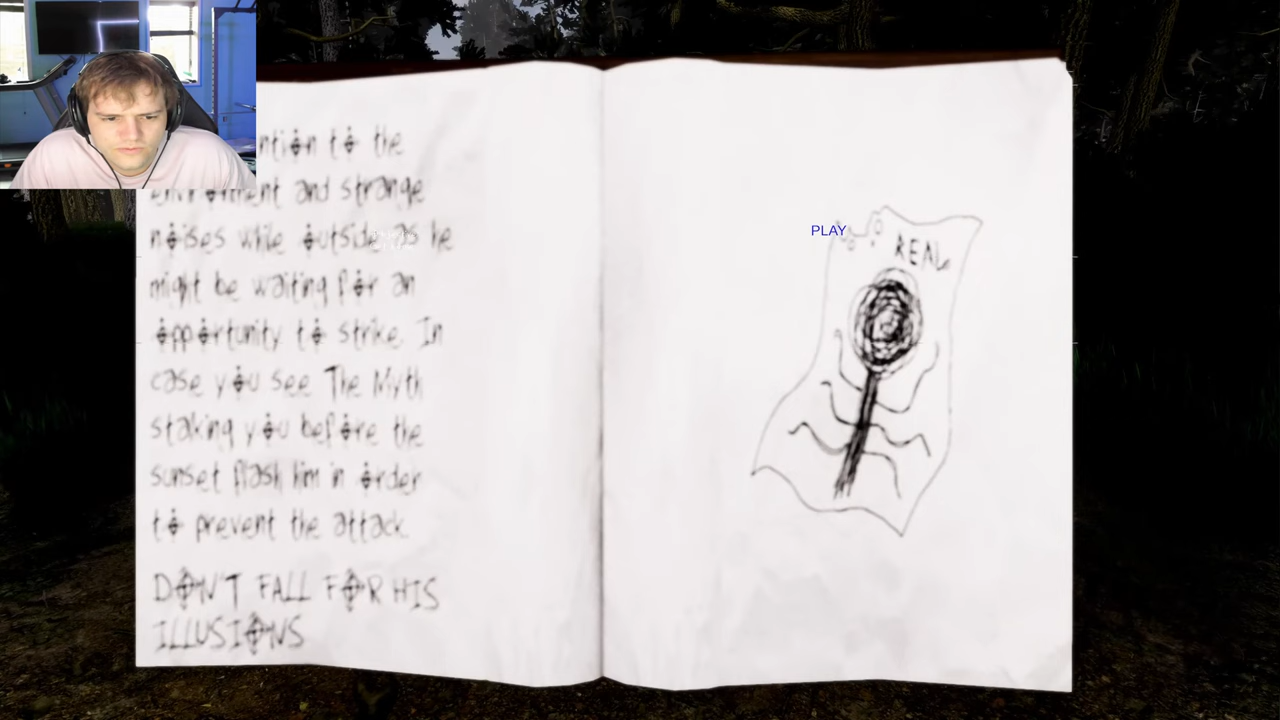 ntion to the
environment and strange
noises while outside as he
might be waiting for an
opportunity to strike. In
case you see The Myth
stalking you before the
sunset flash him in order
to prevent the attack.
DON'T FALL FOR HIS
ILLUSIONS
PLAY
REAL